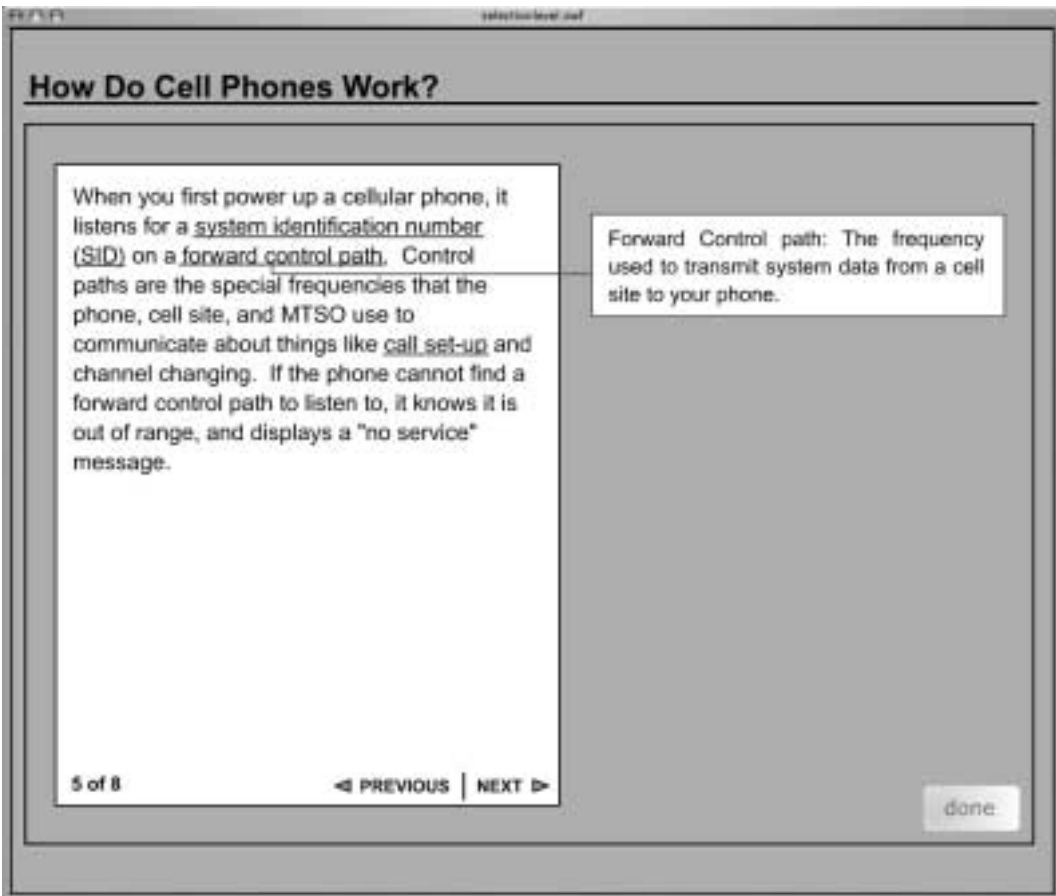 selection-level.swf
How Do Cell Phones Work?
When you first power up a cellular phone, it
listens for a system identification number
(SID) on a forward control path. Control
paths are the special frequencies that the
phone, cell site, and MTSO use to
communicate about things like call set-up and
channel changing. If the phone cannot find a
forward control path to listen to, it knows it is
out of range, and displays a "no service"
message.
Forward Control path: The frequency
used to transmit system data from a cell
site to your phone.
5 of 8
PREVIOUS | NEXT
done